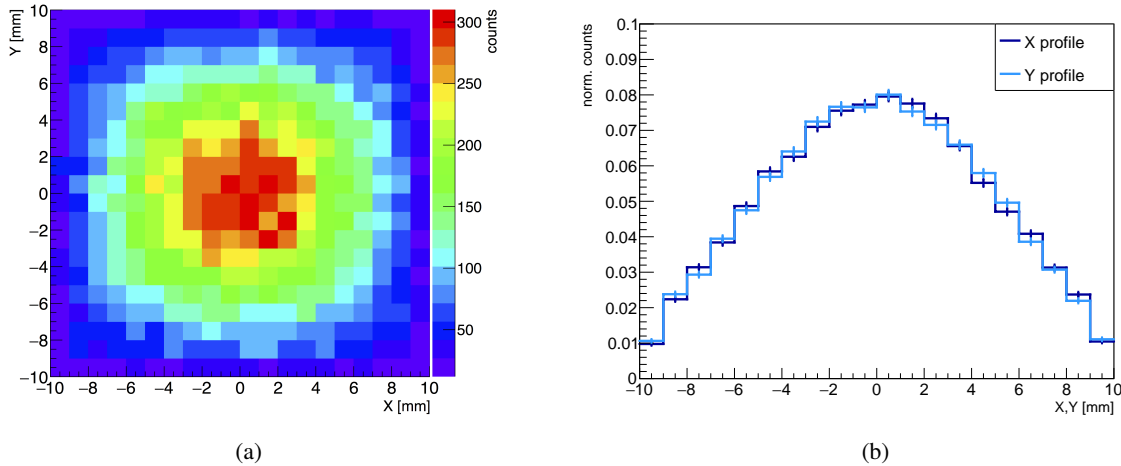 10
8
6
4
2
0
−2
−4
−6
−8
−10
Y [mm]
−10 −8 −6 −4 −2 0 2 4 6 8 10
X [mm]
300
250
200
150
100
50
counts
(a)
0.1
0.09
0.08
0.07
0.06
0.05
0.04
0.03
0.02
0.01
0
norm. counts
X profile
Y profile
−10 −8 −6 −4 −2 0 2 4 6 8 10
X,Y [mm]
(b)